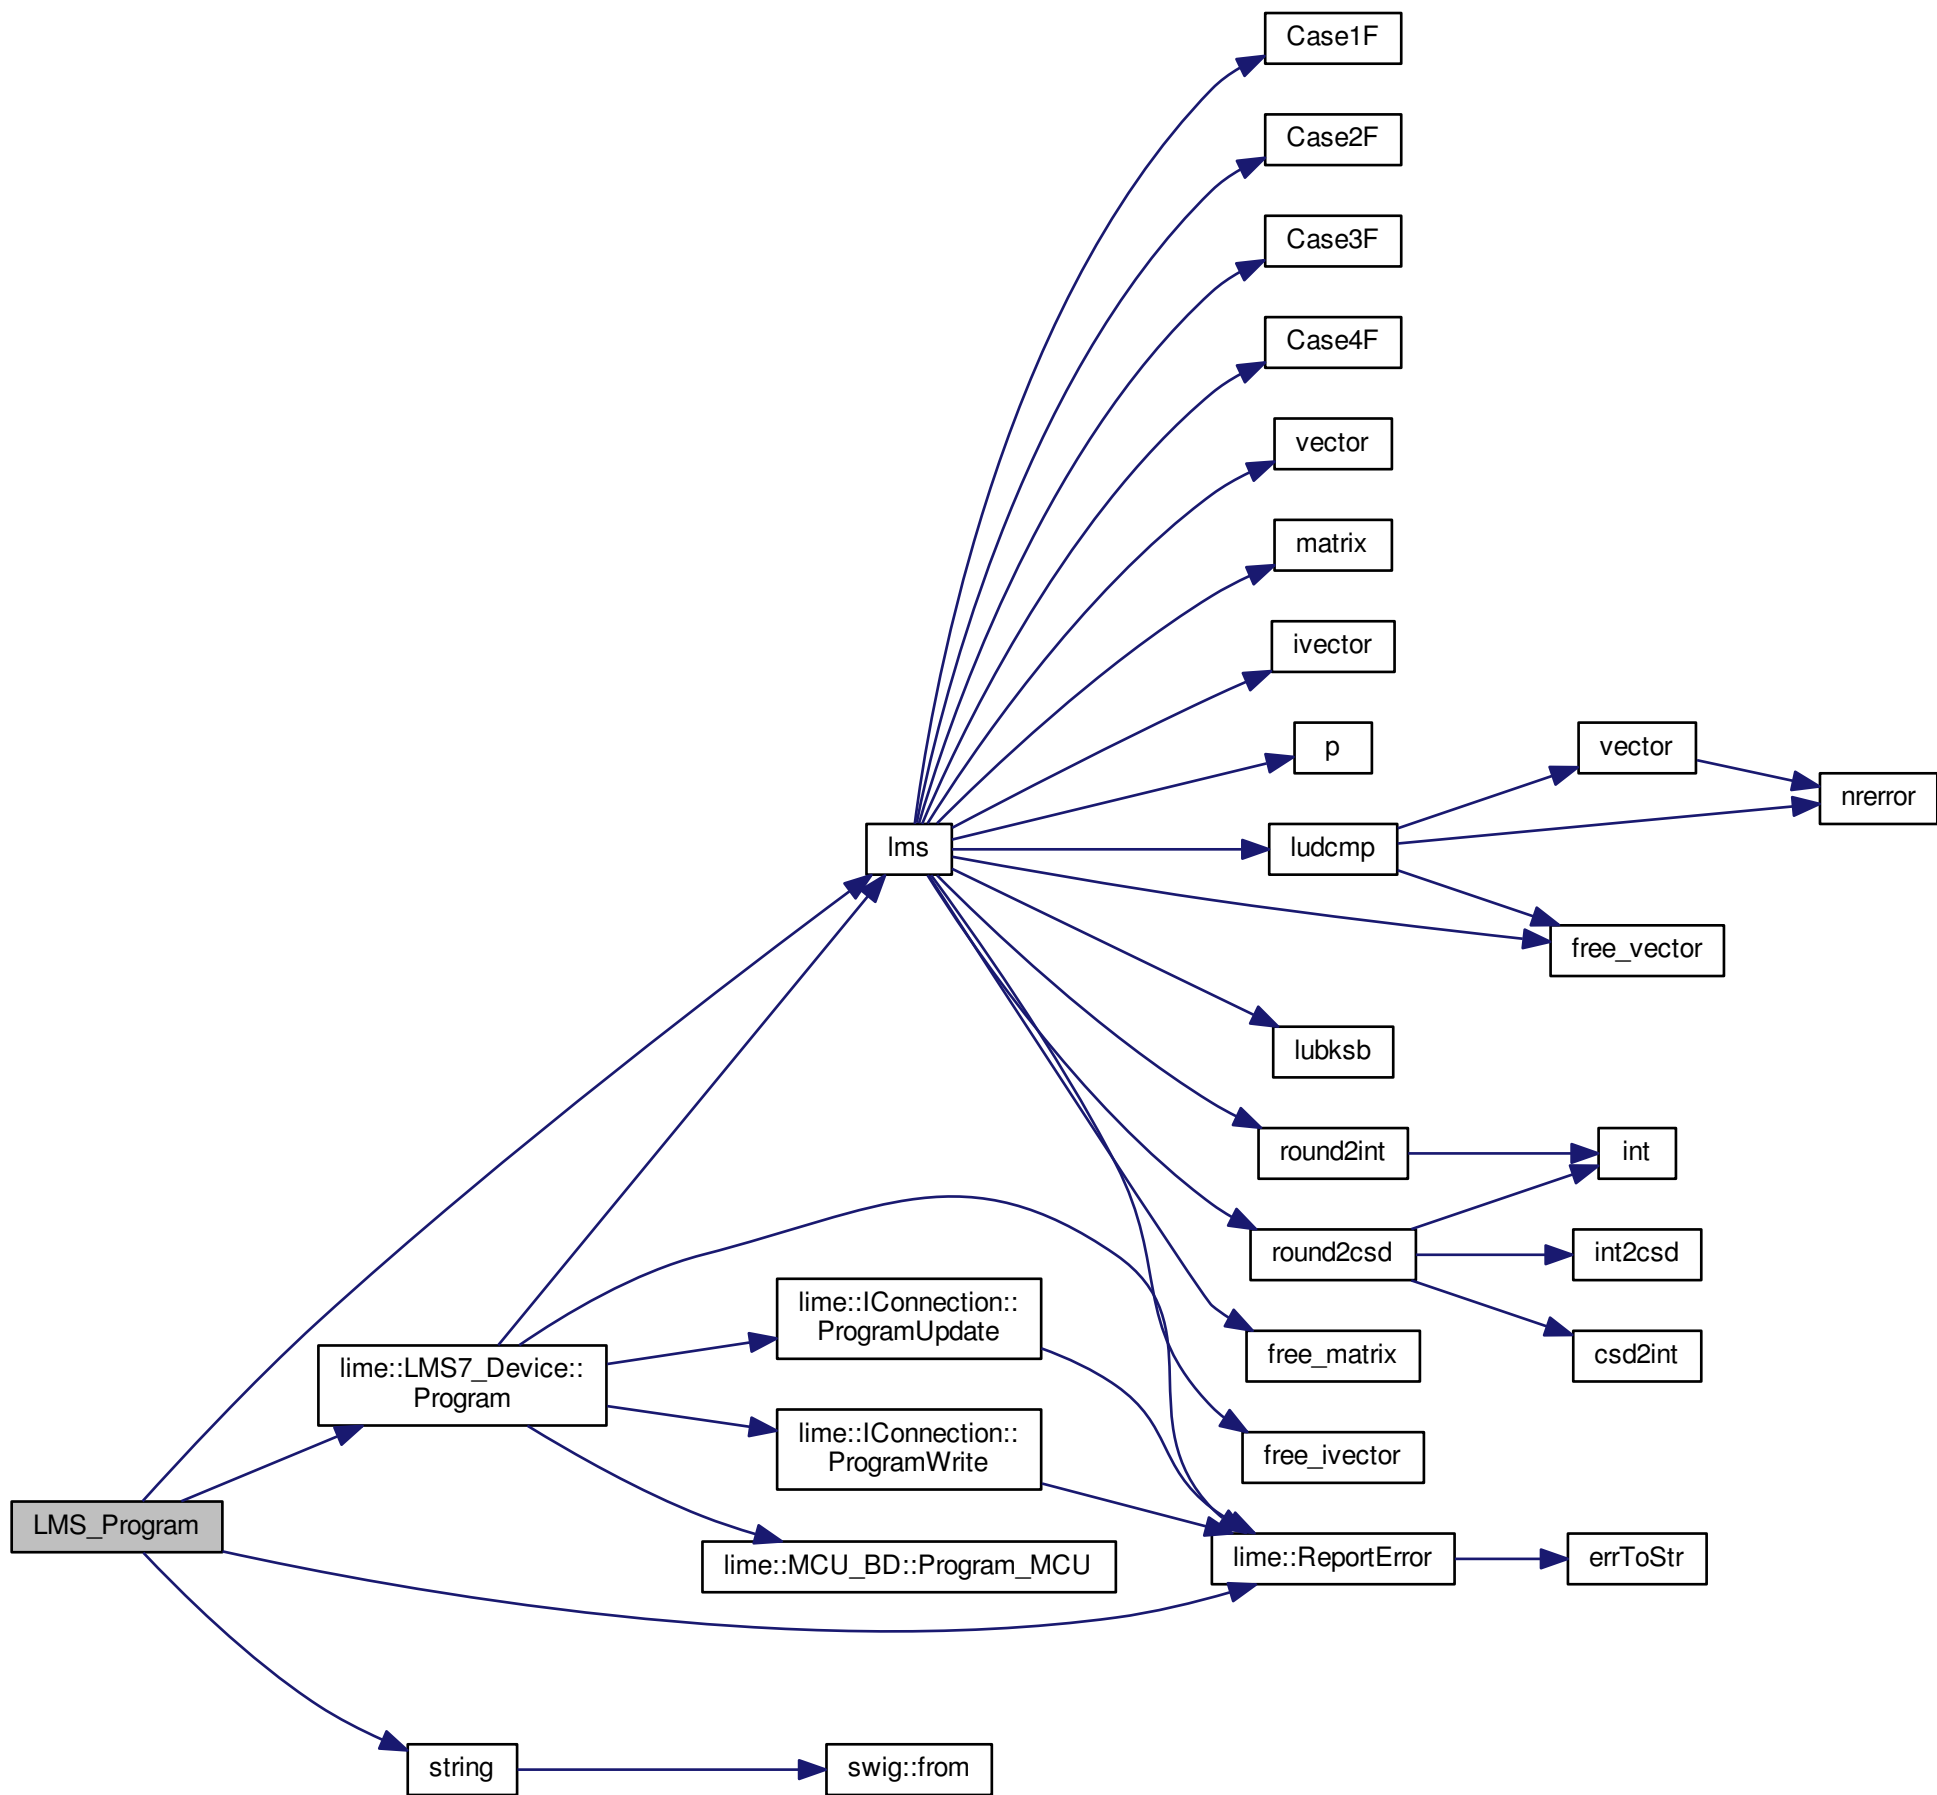 Case1F
Case2F
Case3F
Case4F
vector
matrix
ivector
p
vector
nrerror
lms
ludcmp
free_vector
lubksb
round2int
int
round2csd
int2csd
lime::IConnection::
ProgramUpdate
free_matrix
csd2int
lime::LMS7_Device::
Program
lime::IConnection::
ProgramWrite
free_ivector
LMS_Program
lime::MCU_BD::Program_MCU
lime::ReportError
errToStr
string
swig::from